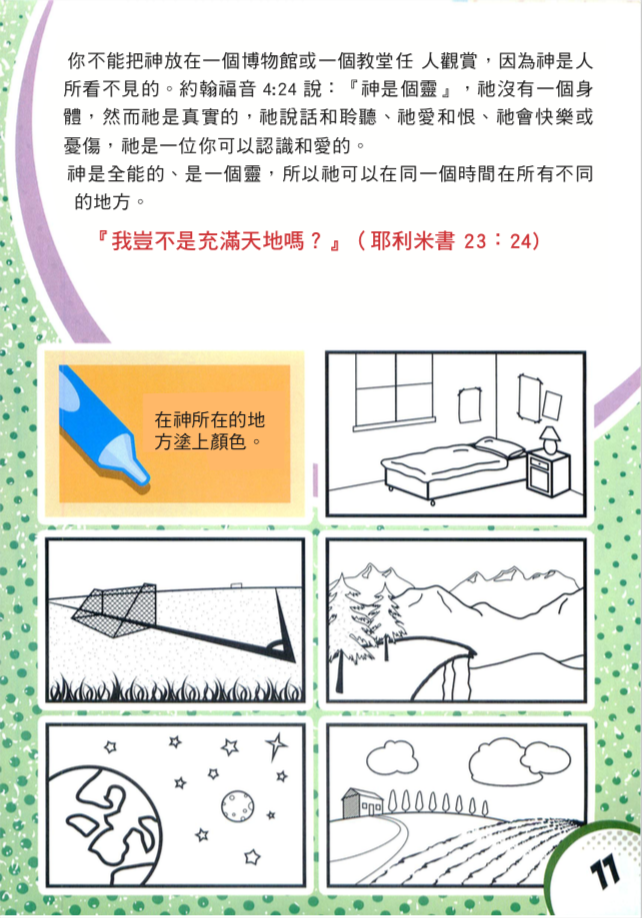 你不能把神放在一個博物館或一個教堂任 人觀賞，因為神是人
所看不見的。約翰福音 4:24 說：『神是個靈』，祂沒有一個身
體，然而祂是真實的，祂說話和聆聽、祂愛和恨、祂會快樂或
憂傷，祂是一位你可以認識和愛的。
神是全能的、是一個靈，所以祂可以在同一個時間在所有不同
的地方。
『我豈不是充滿天地嗎？』（耶利米書 23：24)
在神所在的地
方塗上顏色。
11